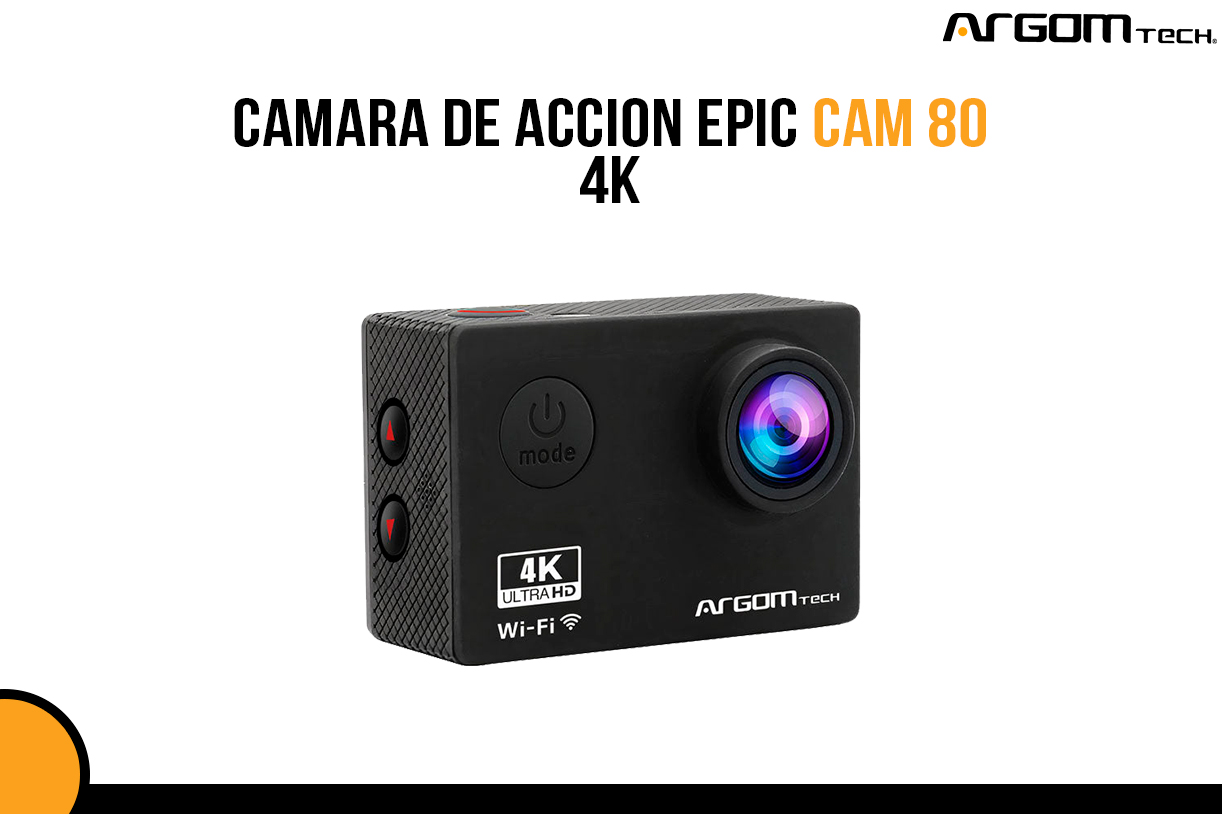 ARGOM TECH®
CAMARA DE ACCION EPIC CAM 80
4K
mode
4K
ULTRA HD
Wi-Fi
ARGOM TECH